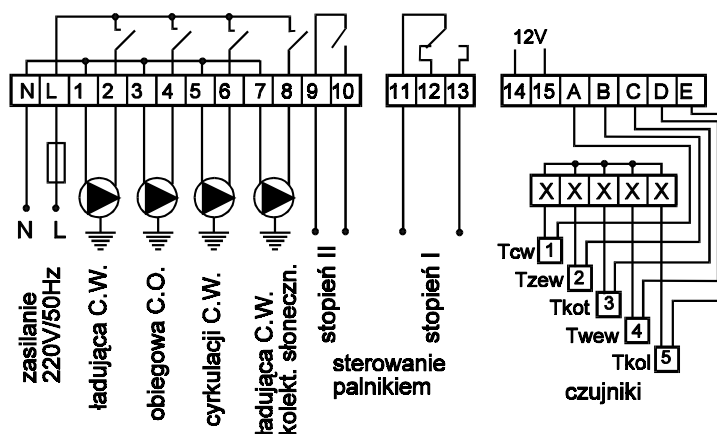 12V
N L 1 2 3 4 5 6 7 8 9 10
11 12 13
14 15 A B C D E
X X X X X
N L
zasilanie
220V/50Hz
ładująca C.W.
obiegowa C.O.
cyrkulacji C.W.
ładująca C.W.
kolekt. słoneczn.
stopień II
stopień I
sterowanie
palnikiem
Tcw 1
Tzew 2
Tkot 3
Twew 4
Tkol 5
czujniki